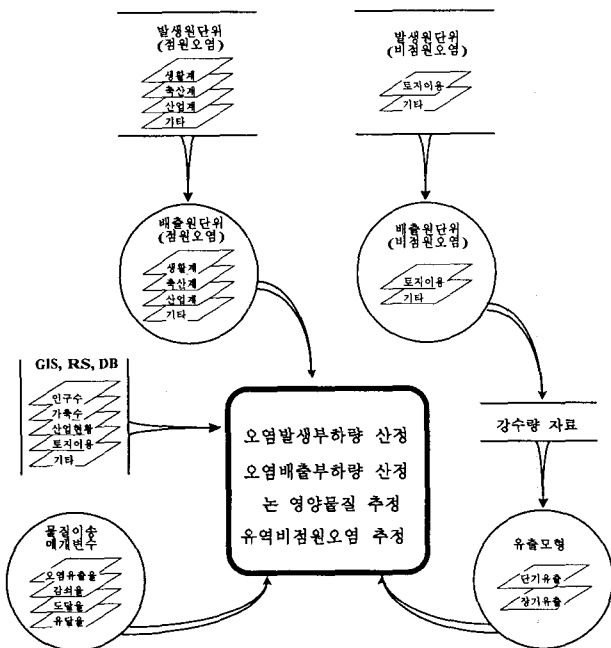 발생원단위
(점원오염)
생활계
축산계
산업계
기타
발생원단위
(비점원오염)
토지이용
기타
배출원단위
(점원오염)
생활계
축산계
산업계
기타
배출원단위
(비점원오염)
토지이용
기타
GIS, RS, DB
인구수
가축수
산업현황
토지이용
기타
오염발생부하량 산정
오염배출부하량 산정
논 영양물질 추정
유역비점원오염 추정
강수량 자료
물질이송
매개변수
오염유출율
감쇠율
도달율
유달율
유출모형
단기유출
장기유출